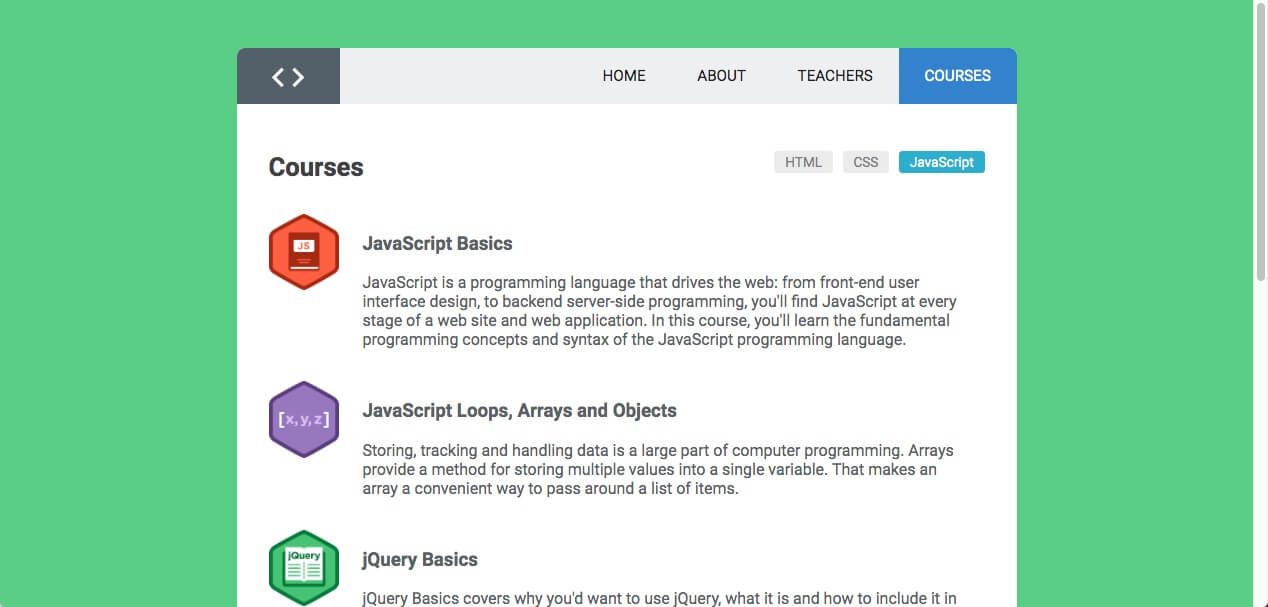 HOME ABOUT TEACHERS COURSES
Courses
HTML CSS JavaScript
JS
JavaScript Basics
JavaScript is a programming language that drives the web: from front-end user
interface design, to backend server-side programming, you'll find JavaScript at every
stage of a web site and web application. In this course, you'll learn the fundamental
programming concepts and syntax of the JavaScript programming language.
[x,y,z]
JavaScript Loops, Arrays and Objects
Storing, tracking and handling data is a large part of computer programming. Arrays
provide a method for storing multiple values into a single variable. That makes an
array a convenient way to pass around a list of items.
jQuery
jQuery Basics
jQuery Basics covers why you'd want to use jQuery, what it is and how to include it in